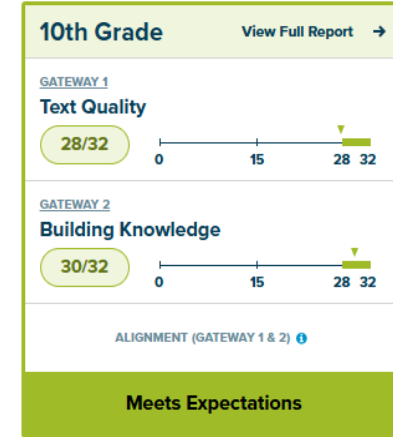 10th Grade View Full Report →
GATEWAY 1
Text Quality
28/32
0 15 28 32
GATEWAY 2
Building Knowledge
30/32
0 15 28 32
ALIGNMENT (GATEWAY 1 & 2) i
Meets Expectations